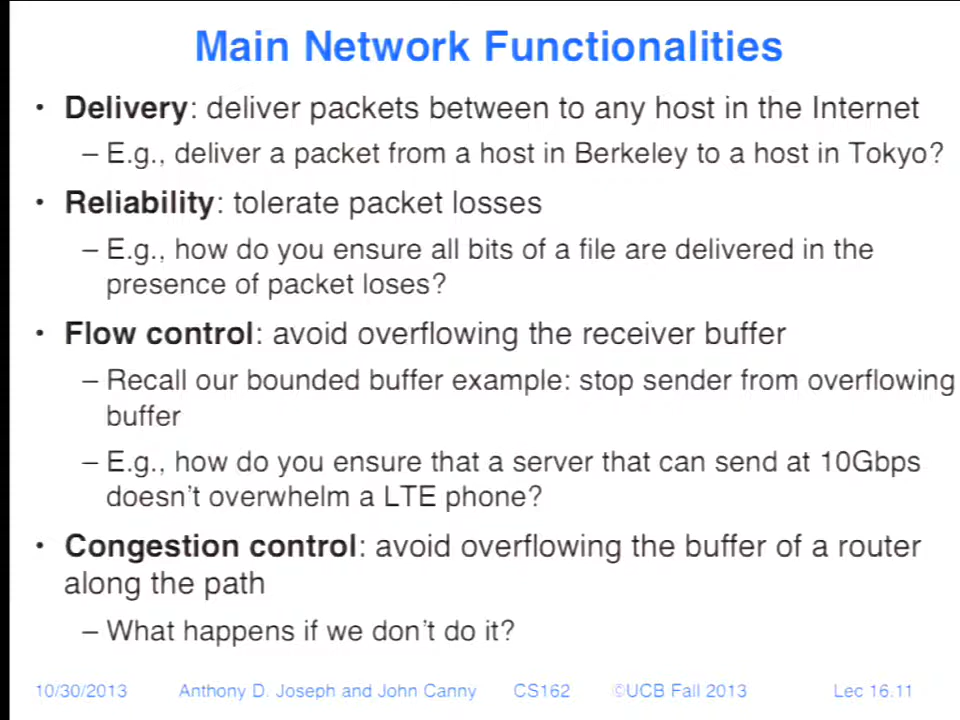 Main Network Functionalities
• Delivery: deliver packets between to any host in the Internet
– E.g., deliver a packet from a host in Berkeley to a host in Tokyo?
• Reliability: tolerate packet losses
– E.g., how do you ensure all bits of a file are delivered in the
presence of packet loses?
• Flow control: avoid overflowing the receiver buffer
– Recall our bounded buffer example: stop sender from overflowing
buffer
– E.g., how do you ensure that a server that can send at 10Gbps
doesn't overwhelm a LTE phone?
• Congestion control: avoid overflowing the buffer of a router
along the path
– What happens if we don't do it?
10/30/2013 Anthony D. Joseph and John Canny CS162 ©UCB Fall 2013 Lec 16.11